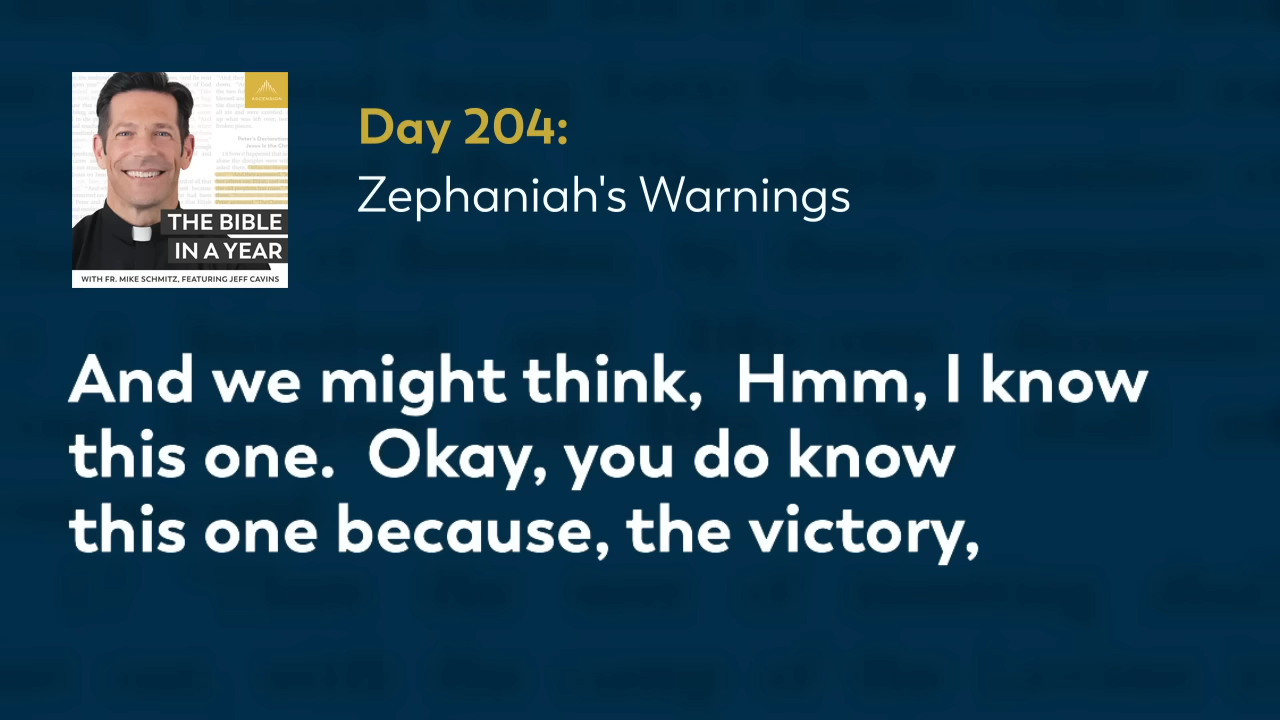 ASCENSION
THE BIBLE
IN A YEAR
WITH FR. MIKE SCHMITZ, FEATURING JEFF CAVINS
Day 204:
Zephaniah's Warnings
And we might think,  Hmm, I know
this one.  Okay, you do know
this one because, the victory,